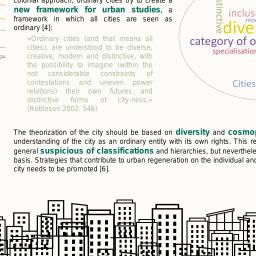 colonial approach, ordinary cities try to create a
new framework for urban studies, a
framework in which all cities are seen as
ordinary [4]:
«Ordinary cities (and that means all
cities), are understood to be diverse,
creative, modern and distinctive, with
the possibility to imagine (within the
not considerable constraints of
contestations and uneven power
relations) their own futures and
distinctive forms of city-ness.»
(Robinson 2002: 546)
distinctive
inclus
dive
category of o
specialisation
Cities
The theorization of the city should be based on diversity and cosmop
understanding of the city as an ordinary entity with its own rights. This re
general suspicious of classifications and hierarchies, but nevertheles
basis. Strategies that contribute to urban regeneration on the individual and
city needs to be promoted [6].